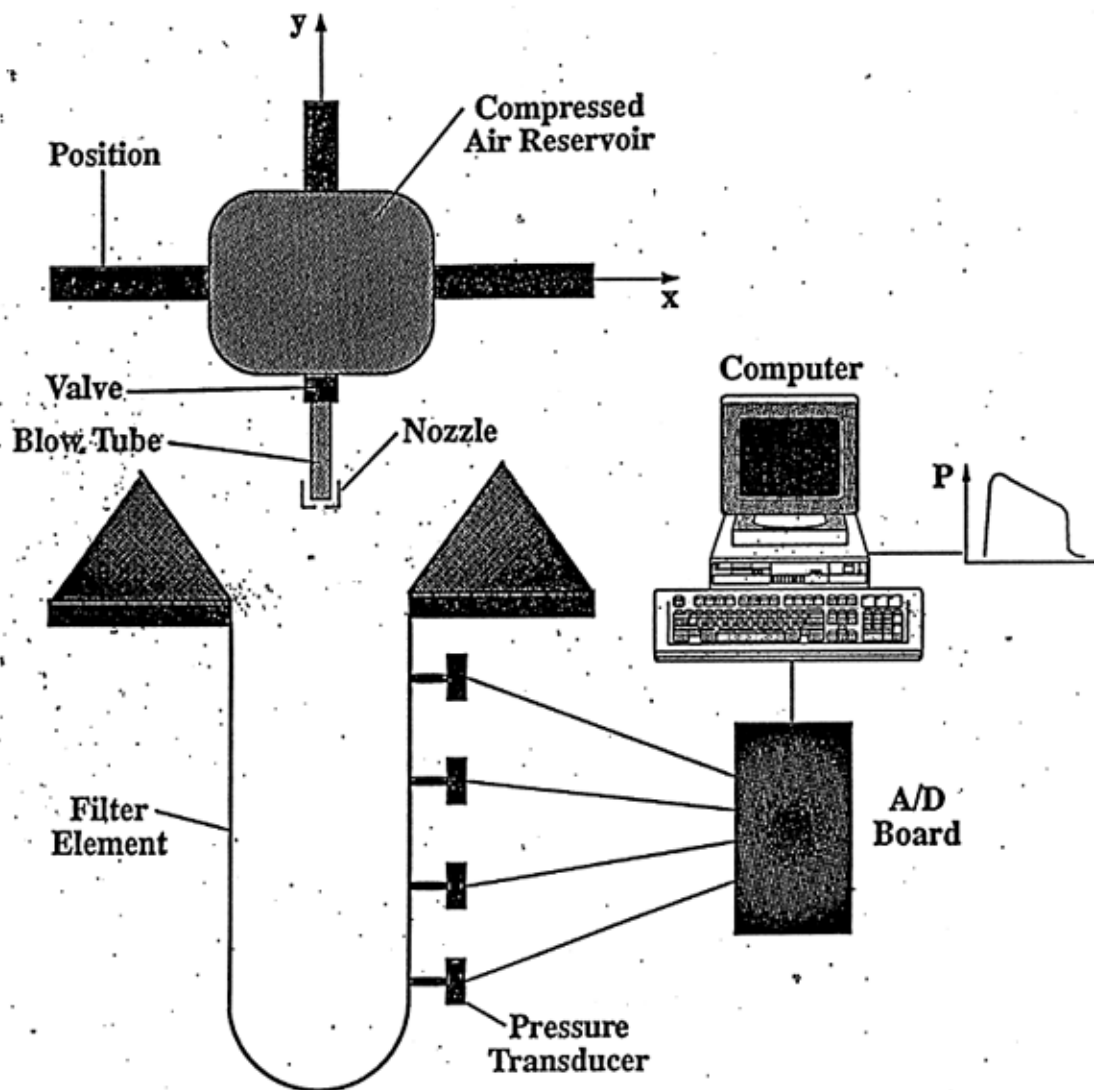 y
Compressed
Air Reservoir
Position
x
Valve
Blow Tube
Nozzle
Computer
P
Filter
Element
A/D
Board
Pressure
Transducer